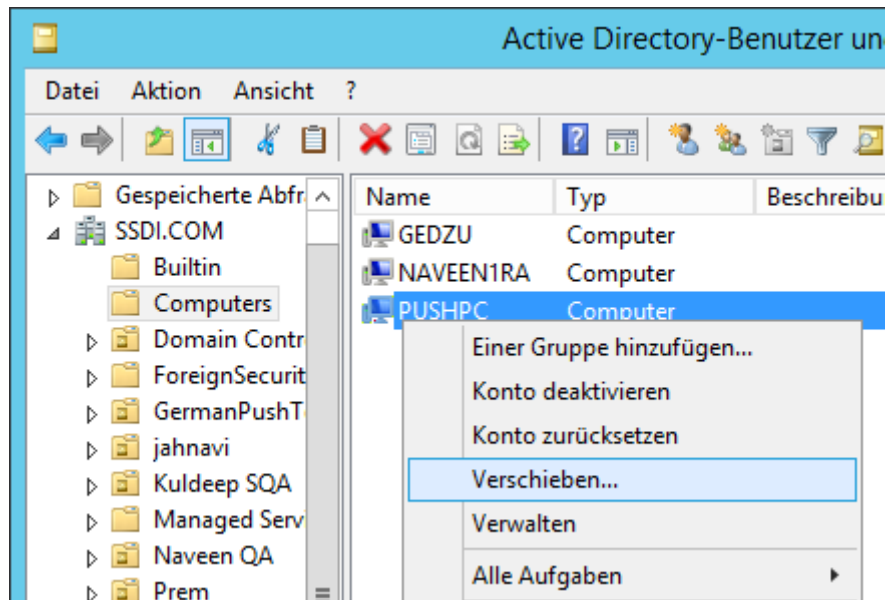 Active Directory-Benutzer un
Datei Aktion Ansicht ?
Gespeicherte Abfr
SSDI.COM
Builtin
Computers
Domain Contr
ForeignSecurit
GermanPushT
jahnavi
Kuldeep SQA
Managed Serv
Naveen QA
Prem
Name Typ Beschreibu
GEDZU Computer
NAVEEN1RA Computer
PUSHPC Computer
Einer Gruppe hinzufügen...
Konto deaktivieren
Konto zurücksetzen
Verschieben...
Verwalten
Alle Aufgaben